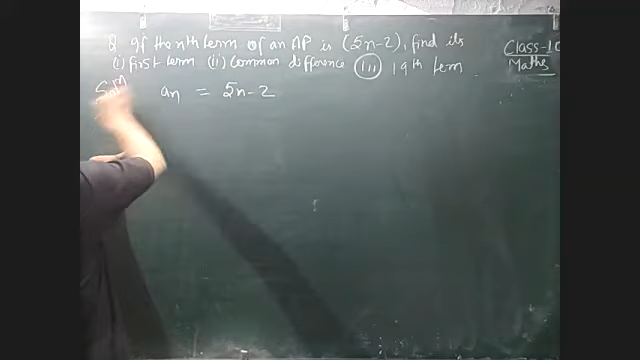 Q If the nth term of an AP is (5n-2), find its
(i) first term (ii) common difference (iii) 19th term
Class-10
Maths
Solⁿ
aₙ = 5n-2